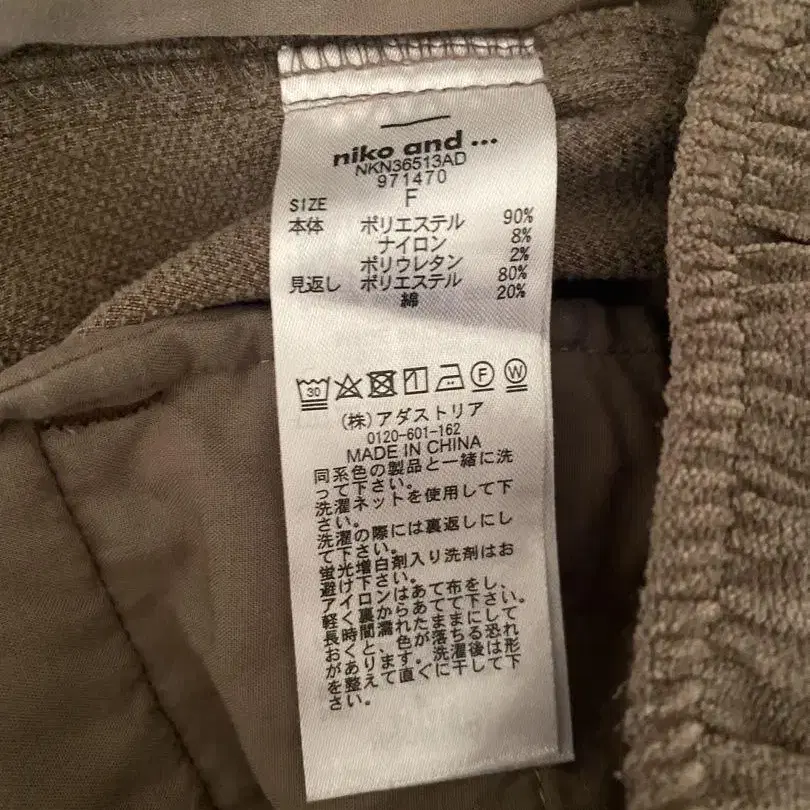 niko and ...
NKN36513AD
971470
SIZE F
本体 ポリエステル 90%
ナイロン 8%
ポリウレタン 2%
見返し ポリエステル 80%
綿 20%
30 F W
(株)アダストリア
0120-601-162
MADE IN CHINA
同系色の製品と一緒に洗
って下さい。
洗濯ネットを使用して下
さい。
洗濯の際には裏返しにし
て下さい。
蛍光増白剤入り洗剤はお
避け下さい。
アイロンはあて布をし、
軽く裏からあてて下さい。
長時間濡れたままにして
おくと、色が落ちる恐れ
があります。洗濯後は形
を整えて直ぐに干して下
さい。